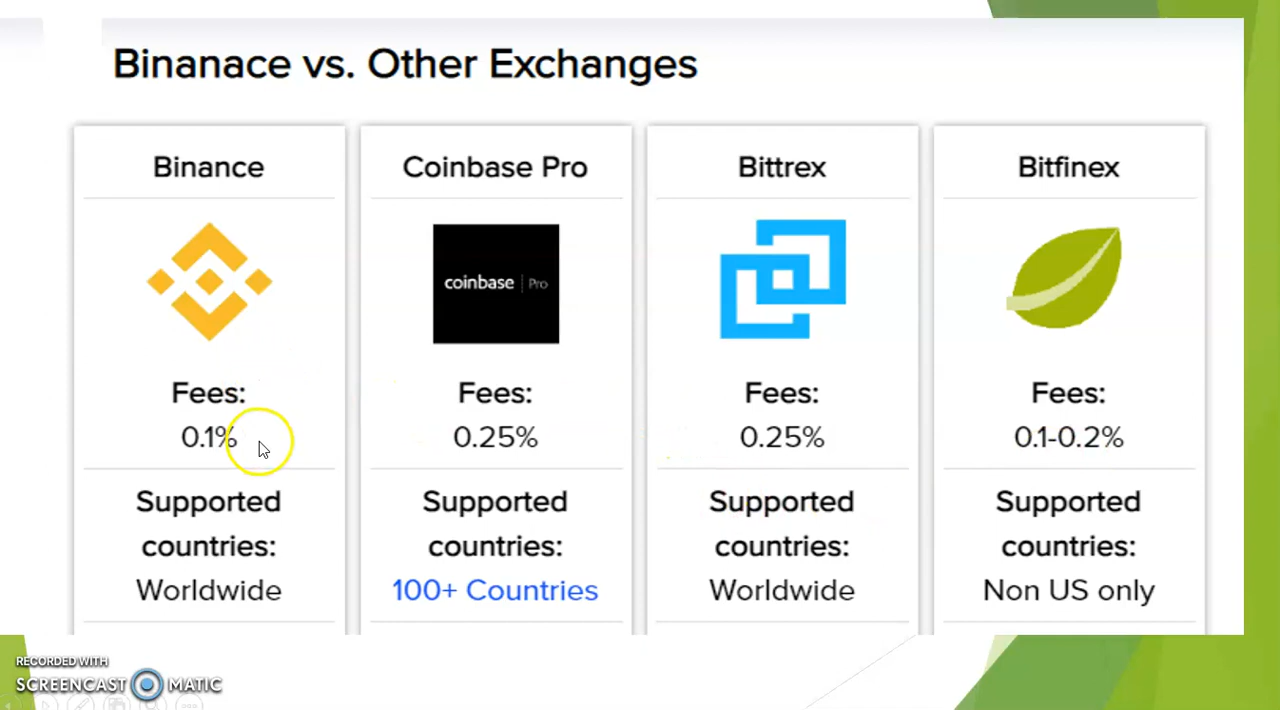 Binanace vs. Other Exchanges
Binance
Coinbase Pro
Bittrex
Bitfinex
coinbase | Pro
Fees:
0.1%
Fees:
0.25%
Fees:
0.25%
Fees:
0.1-0.2%
Supported
countries:
Worldwide
Supported
countries:
100+ Countries
Supported
countries:
Worldwide
Supported
countries:
Non US only
RECORDED WITH
SCREENCAST MATIC